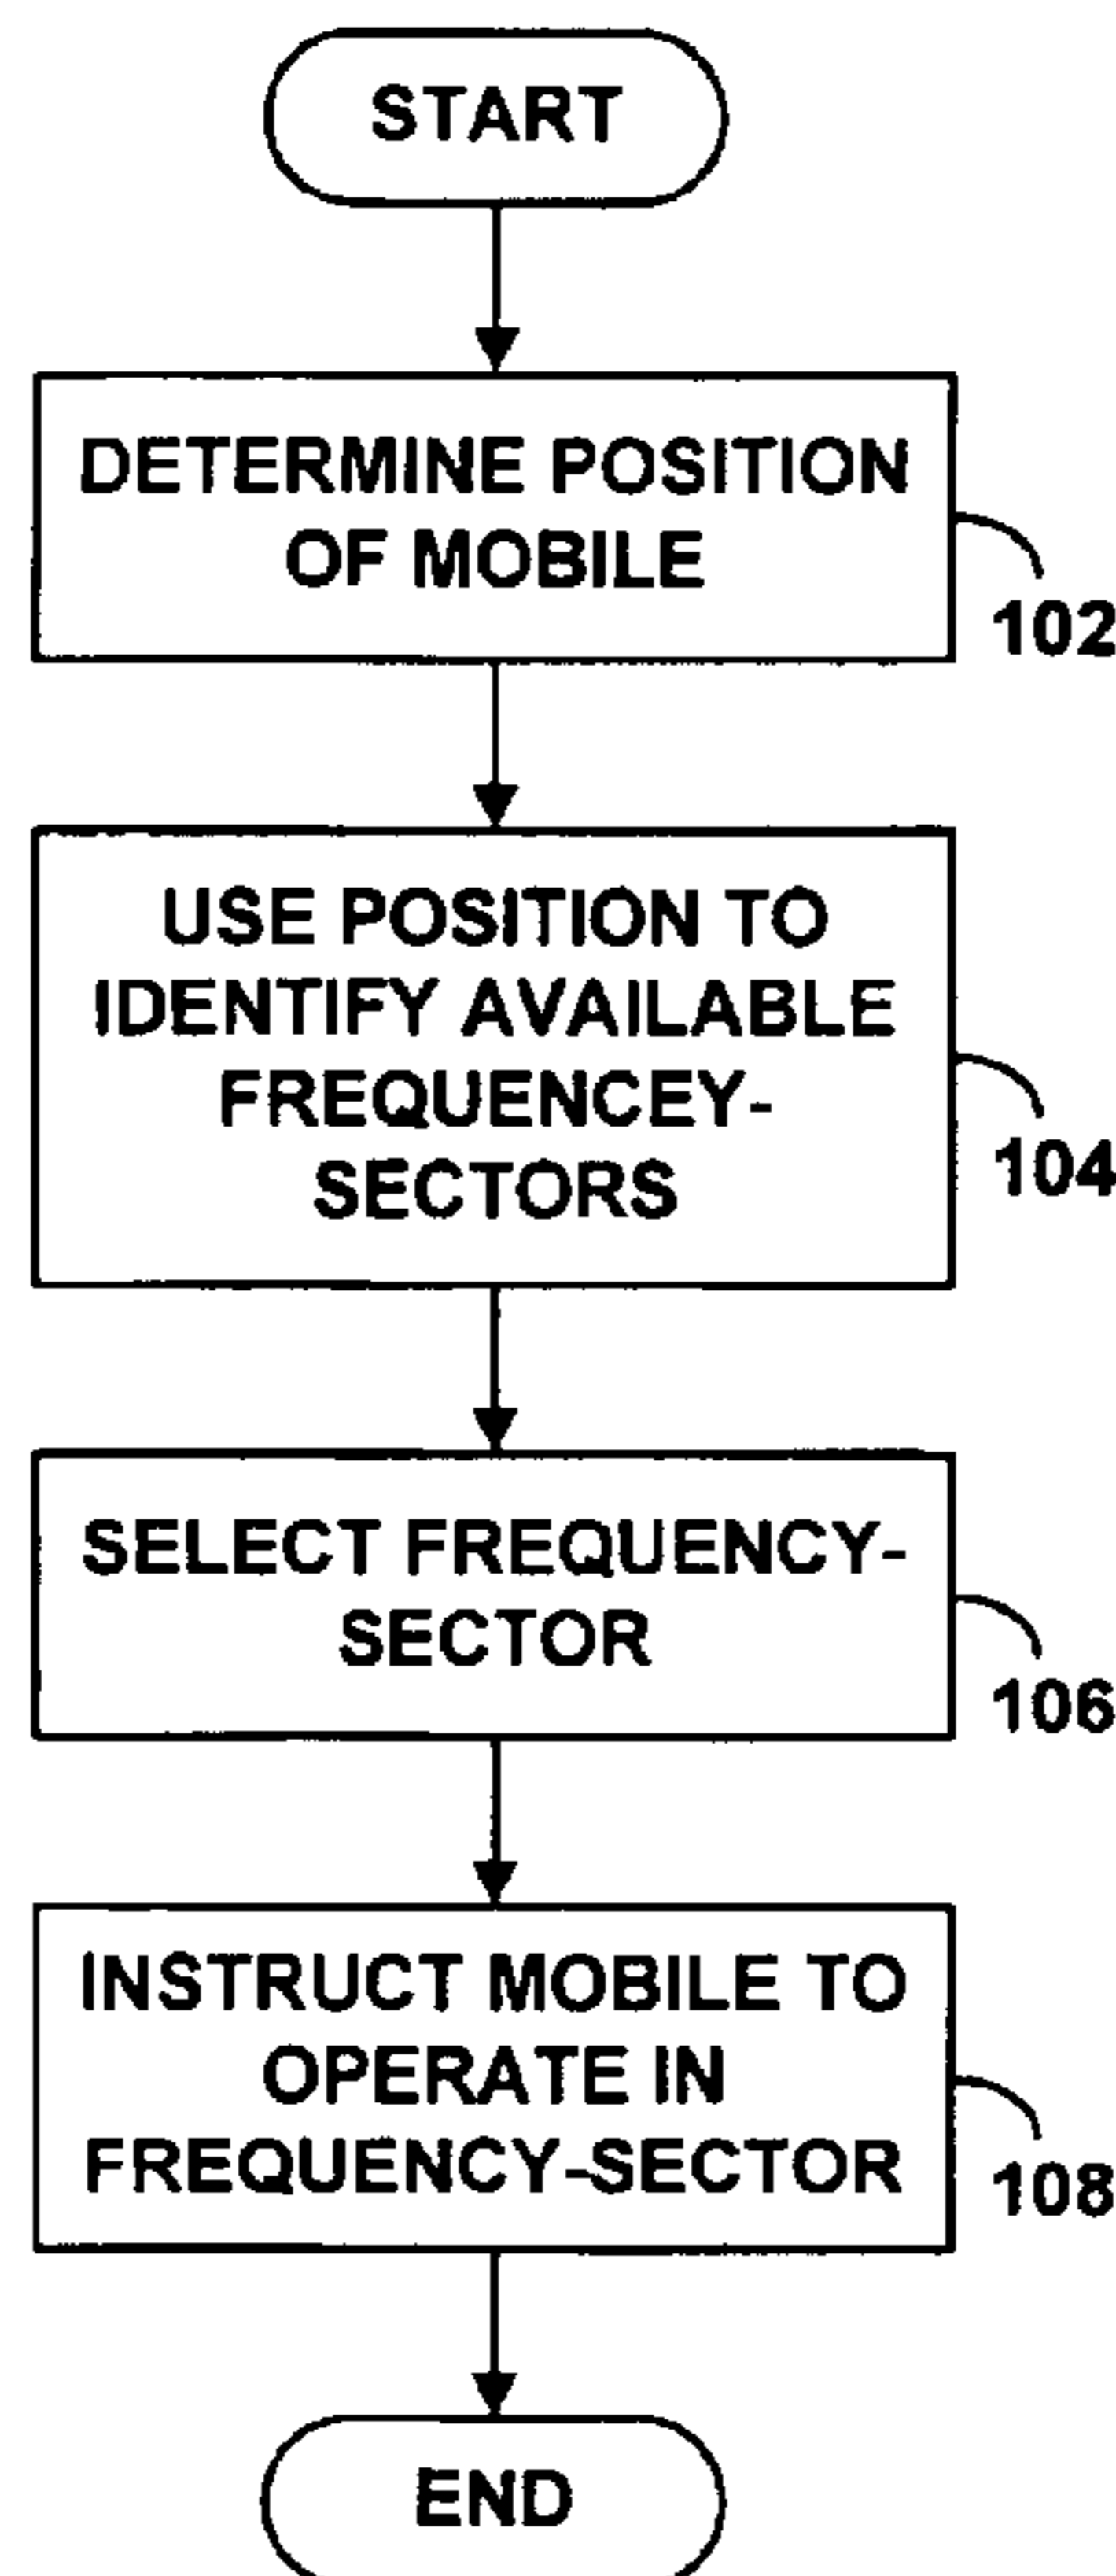 START
DETERMINE POSITION
OF MOBILE
102
USE POSITION TO
IDENTIFY AVAILABLE
FREQUENCEY-
SECTORS
104
SELECT FREQUENCY-
SECTOR
106
INSTRUCT MOBILE TO
OPERATE IN
FREQUENCY-SECTOR
108
END